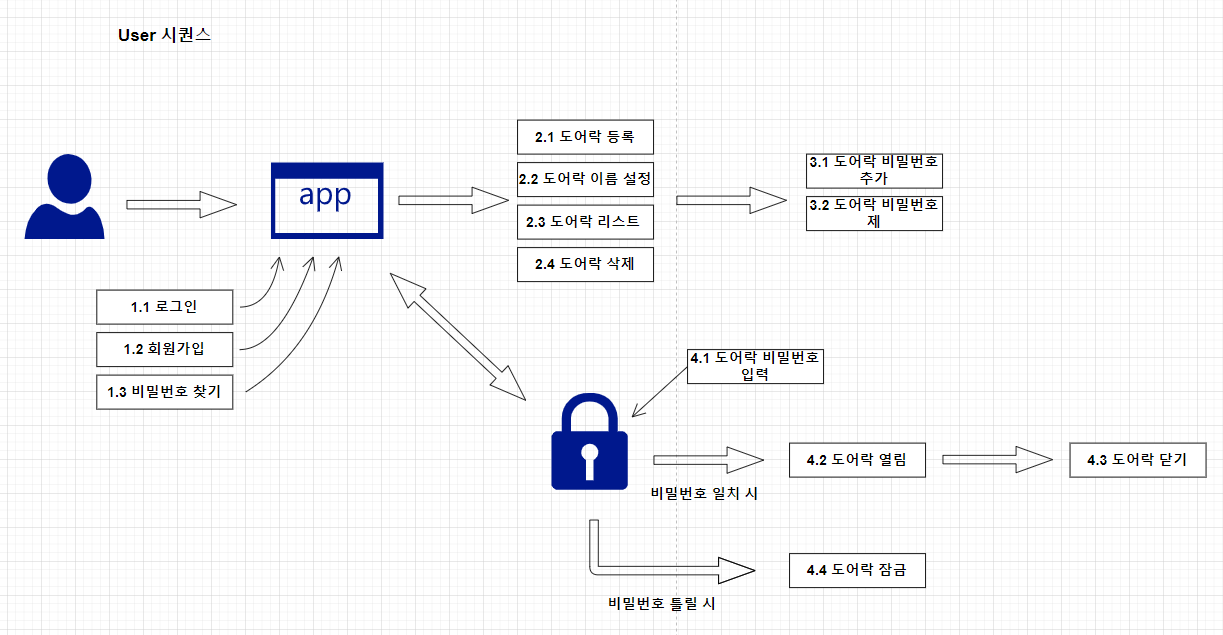 User 시퀀스
app
1.1 로그인
1.2 회원가입
1.3 비밀번호 찾기
2.1 도어락 등록
2.2 도어락 이름 설정
2.3 도어락 리스트
2.4 도어락 삭제
3.1 도어락 비밀번호
추가
3.2 도어락 비밀번호
제
4.1 도어락 비밀번호
입력
비밀번호 일치 시
4.2 도어락 열림
4.3 도어락 닫기
비밀번호 틀릴 시
4.4 도어락 잠금